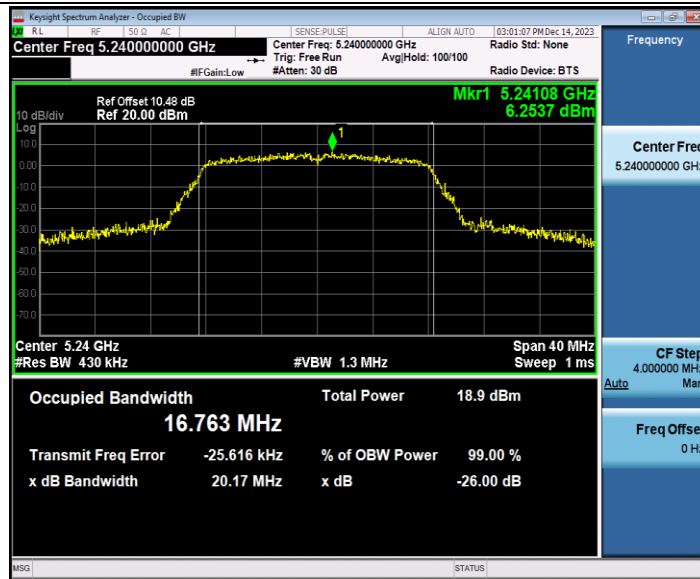 Keysight Spectrum Analyzer - Occupied BW
RL RF 50 Ω AC SENSE:PULSE ALIGN AUTO 03:01:07 PM Dec 14, 2023
Center Freq 5.240000000 GHz
Center Freq: 5.240000000 GHz
Radio Std: None
Trig: Free Run Avg|Hold: 100/100
#IFGain:Low #Atten: 30 dB Radio Device: BTS
Frequency
Ref Offset 10.48 dB
10 dB/div Ref 20.00 dBm
Mkr1 5.24108 GHz
6.2537 dBm
Log
1
10.0
0.00
-10.0
-20.0
-30.0
-40.0
-50.0
-60.0
-70.0
Center 5.24 GHz Span 40 MHz
#Res BW 430 kHz #VBW 1.3 MHz Sweep 1 ms
Occupied Bandwidth Total Power 18.9 dBm
16.763 MHz
Transmit Freq Error -25.616 kHz % of OBW Power 99.00 %
x dB Bandwidth 20.17 MHz x dB -26.00 dB
Center Fre
5.240000000 GH
CF Step
4.000000 MH
Auto Ma
Freq Offse
0 H
MSG STATUS